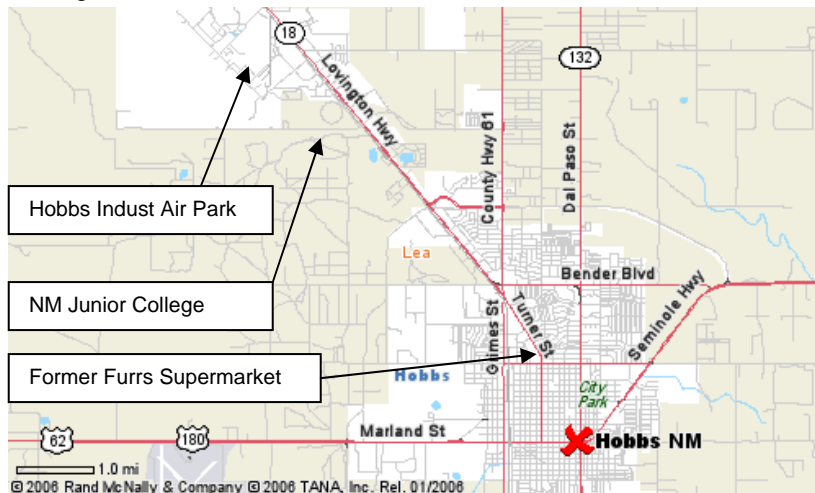 18
Lovington Hwy
County Hwy 61
132
Dal Paso St
Hobbs Indust Air Park
Lea
Bender Blvd
NM Junior College
Turner St
Grimes St
Seminole Hwy
Former Furrs Supermarket
Hobbs
City
Park
62
180
Marland St
Hobbs NM
1.0 mi
© 2006 Rand McNally & Company © 2006 TANA, Inc. Rel. 01/2006